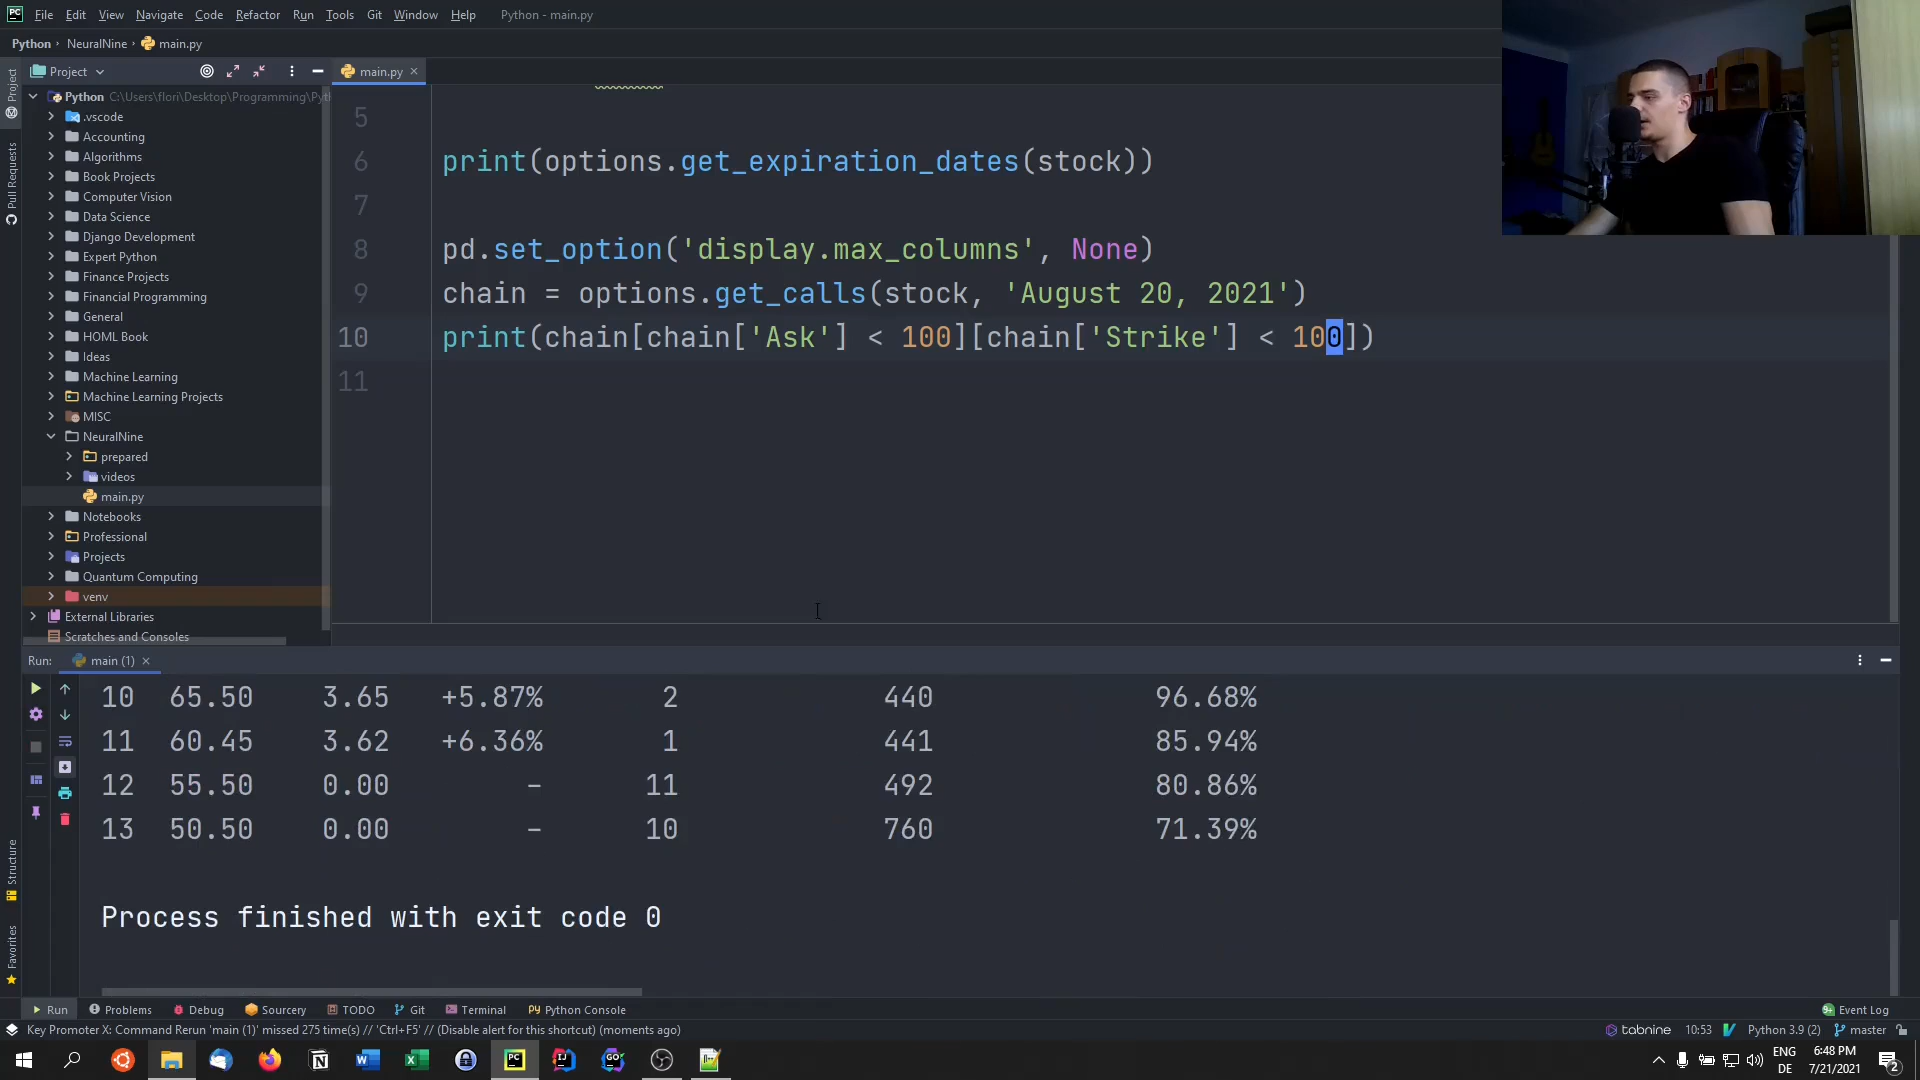 File Edit View Navigate Code Refactor Run Tools Git Window Help Python - main.py
Python NeuralNine main.py
Project
main.py
Project
Pull Requests
Python C:\Users\flori\Desktop\Programming\Pyt
.vscode
Accounting
Algorithms
Book Projects
Computer Vision
Data Science
Django Development
Expert Python
Finance Projects
Financial Programming
General
HOML Book
Ideas
Machine Learning
Machine Learning Projects
MISC
NeuralNine
prepared
videos
main.py
Notebooks
Professional
Projects
Quantum Computing
venv
External Libraries
Scratches and Consoles
5
6 print(options.get_expiration_dates(stock))
7
8 pd.set_option('display.max_columns', None)
9 chain = options.get_calls(stock, 'August 20, 2021')
10 print(chain[chain['Ask'] < 100][chain['Strike'] < 100])
11
Run: main (1)
10 65.50 3.65 +5.87% 2 440 96.68%
11 60.45 3.62 +6.36% 1 441 85.94%
12 55.50 0.00 - 11 492 80.86%
13 50.50 0.00 - 10 760 71.39%
Process finished with exit code 0
Structure
Favorites
Run Problems Debug Sourcery TODO Git Terminal Python Console Event Log
Key Promoter X: Command Rerun 'main (1)' missed 275 time(s) // 'Ctrl+F5' // (Disable alert for this shortcut) (moments ago) tabnine 10:53 Python 3.9 (2) master
ENG
DE
6:48 PM
7/21/2021
2